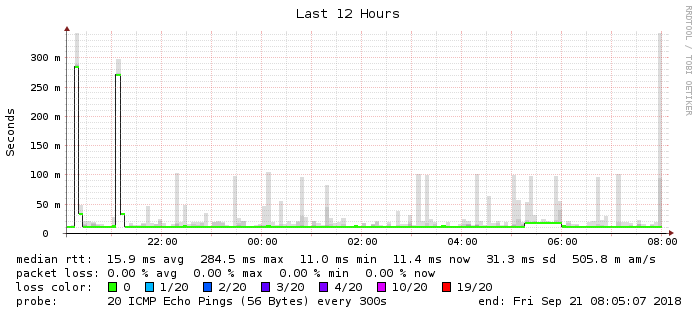 Last 12 Hours
RRDTOOL / TOBI OETIKER
Seconds
300 m
250 m
200 m
150 m
100 m
50 m
0
22:00 00:00 02:00 04:00 06:00 08:00
median rtt: 15.9 ms avg 284.5 ms max 11.0 ms min 11.4 ms now 31.3 ms sd 505.8 m am/s
packet loss: 0.00 % avg 0.00 % max 0.00 % min 0.00 % now
loss color: 0 1/20 2/20 3/20 4/20 10/20 19/20
probe: 20 ICMP Echo Pings (56 Bytes) every 300s end: Fri Sep 21 08:05:07 2018